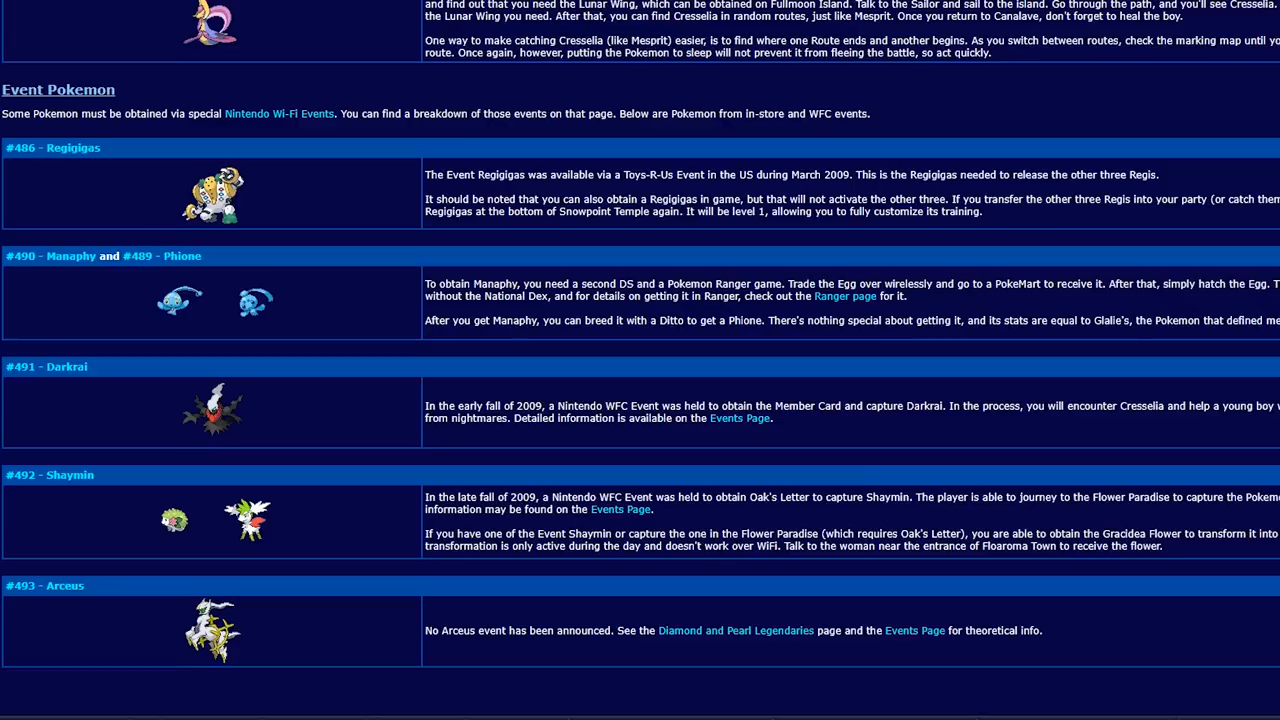 and find out that you need the Lunar Wing, which can be obtained on Fullmoon Island. Talk to the Sailor and sail to the island. Go through the path, and you'll see Cresselia.
the Lunar Wing you need. After that, you can find Cresselia in random routes, just like Mesprit. Once you return to Canalave, don't forget to heal the boy.
One way to make catching Cresselia (like Mesprit) easier, is to find where one Route ends and another begins. As you switch between routes, check the marking map until
route. Once again, however, putting the Pokemon to sleep will not prevent it from fleeing the battle, so act quickly.
Event Pokemon
Some Pokemon must be obtained via special Nintendo Wi-Fi Events. You can find a breakdown of those events on that page. Below are Pokemon from in-store and WFC events.
#486 - Regigigas
The Event Regigigas was available via a Toys-R-Us Event in the US during March 2009. This is the Regigigas needed to release the other three Regis.
It should be noted that you can also obtain a Regigigas in game, but that will not activate the other three. If you transfer the other three Regis into your party (or catch
Regigigas at the bottom of Snowpoint Temple again. It will be level 1, allowing you to fully customize its training.
#490 - Manaphy and #489 - Phione
To obtain Manaphy, you need a second DS and a Pokemon Ranger game. Trade the Egg over wirelessly and go to a PokeMart to receive it. After that, simply hatch the Egg.
without the National Dex, and for details on getting it in Ranger, check out the Ranger page for it.
After you get Manaphy, you can breed it with a Ditto to get a Phione. There's nothing special about getting it, and its stats are equal to Glalie's, the Pokemon that defined
#491 - Darkrai
In the early fall of 2009, a Nintendo WFC Event was held to obtain the Member Card and capture Darkrai. In the process, you will encounter Cresselia and help a young boy
from nightmares. Detailed information is available on the Events Page.
#492 - Shaymin
In the late fall of 2009, a Nintendo WFC Event was held to obtain Oak's Letter to capture Shaymin. The player is able to journey to the Flower Paradise to capture the
information may be found on the Events Page.
If you have one of the Event Shaymin or capture the one in the Flower Paradise (which requires Oak's Letter), you are able to obtain the Gracidea Flower to transform it into
transformation is only active during the day and doesn't work over WiFi. Talk to the woman near the entrance of Floaroma Town to receive the flower.
#493 - Arceus
No Arceus event has been announced. See the Diamond and Pearl Legendaries page and the Events Page for theoretical info.